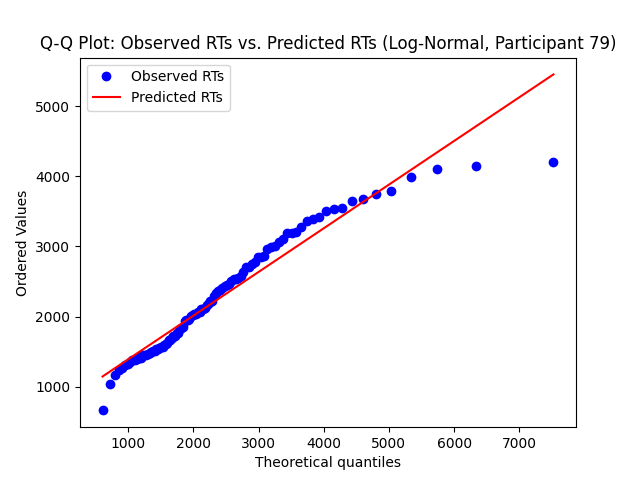 Q-Q Plot: Observed RTs vs. Predicted RTs (Log-Normal, Participant 79)
Observed RTs
Predicted RTs
Ordered Values
5000
4000
3000
2000
1000
1000 2000 3000 4000 5000 6000 7000
Theoretical quantiles